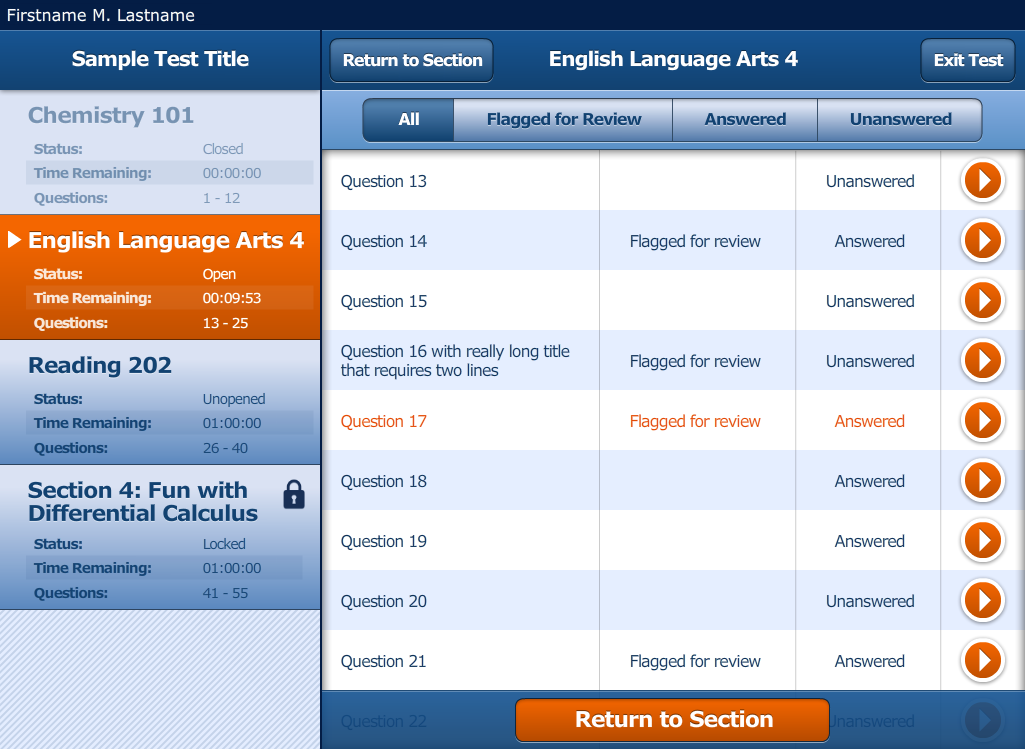 Firstname M. Lastname
Sample Test Title
Return to Section
English Language Arts 4
Exit Test
Chemistry 101
Status: Closed
Time Remaining: 00:00:00
Questions: 1 - 12
English Language Arts 4
Status: Open
Time Remaining: 00:09:53
Questions: 13 - 25
Reading 202
Status: Unopened
Time Remaining: 01:00:00
Questions: 26 - 40
Section 4: Fun with
Differential Calculus
Status: Locked
Time Remaining: 01:00:00
Questions: 41 - 55
All Flagged for Review Answered Unanswered
Question 13 Unanswered
Question 14 Flagged for review Answered
Question 15 Unanswered
Question 16 with really long title
that requires two lines Flagged for review Unanswered
Question 17 Flagged for review Answered
Question 18 Answered
Question 19 Answered
Question 20 Unanswered
Question 21 Flagged for review Answered
Question 22 Unanswered
Return to Section